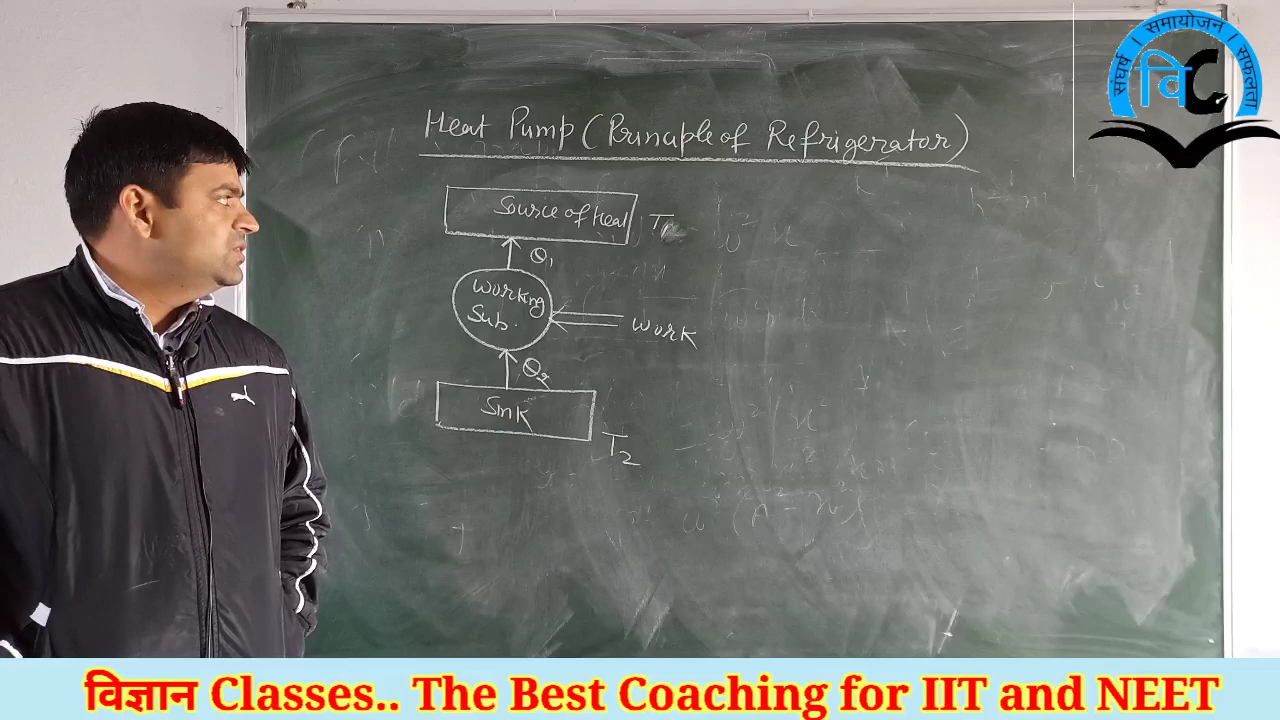 संघर्ष । समायोजन । सफलता
वि C
Heat Pump (Principle of Refrigerator)
Source of Heat
T1
Q1
Working
Sub.
Work
Q2
Sink
T2
विज्ञान Classes.. The Best Coaching for IIT and NEET